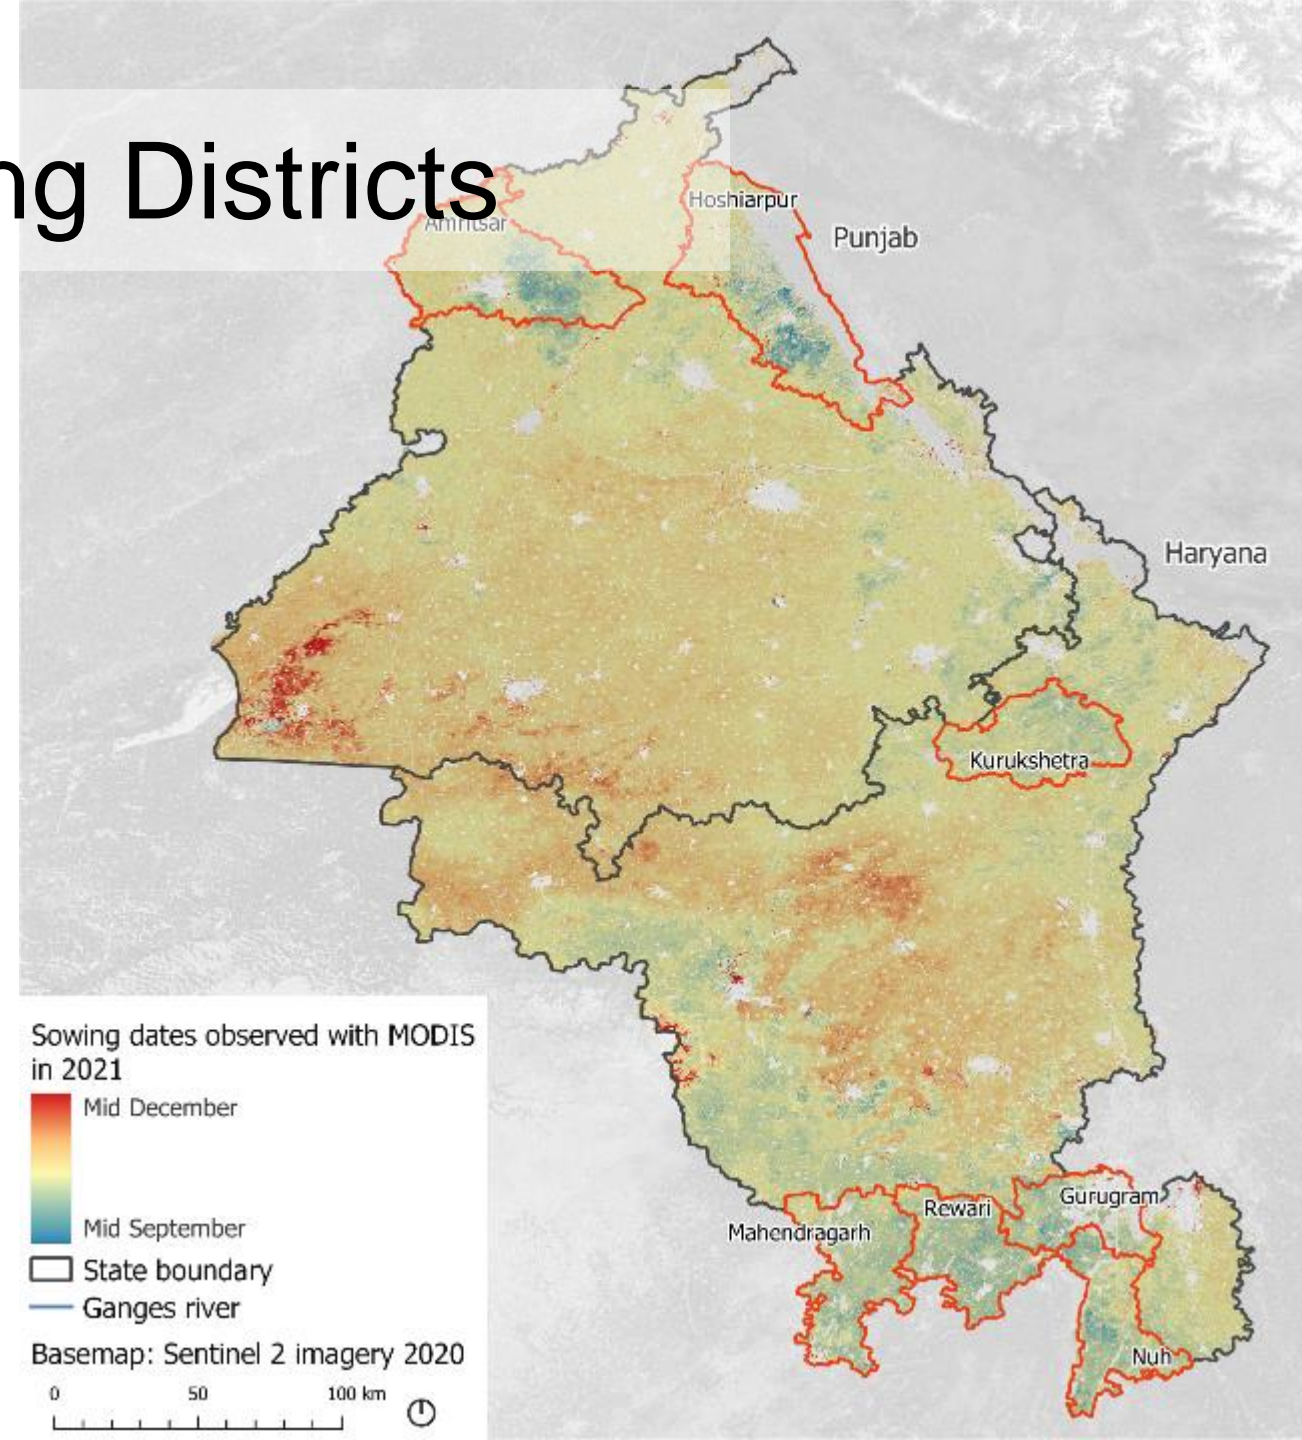 ng Districts
Hoshiarpur
Amritsar
Punjab
Haryana
Kurukshetra
Gurugram
Rewari
Mahendragarh
Nuh
Sowing dates observed with MODIS
in 2021
Mid December
Mid September
State boundary
Ganges river
Basemap: Sentinel 2 imagery 2020
0 50 100 km